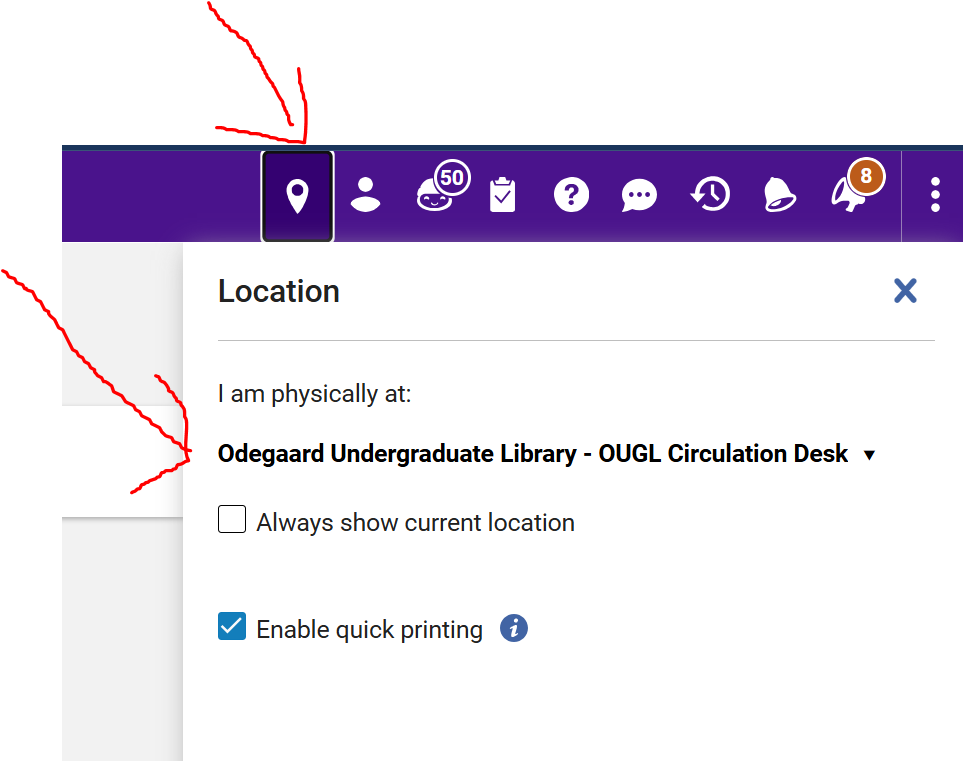 50
8
Location
I am physically at:
Odegaard Undergraduate Library - OUGL Circulation Desk
Always show current location
Enable quick printing